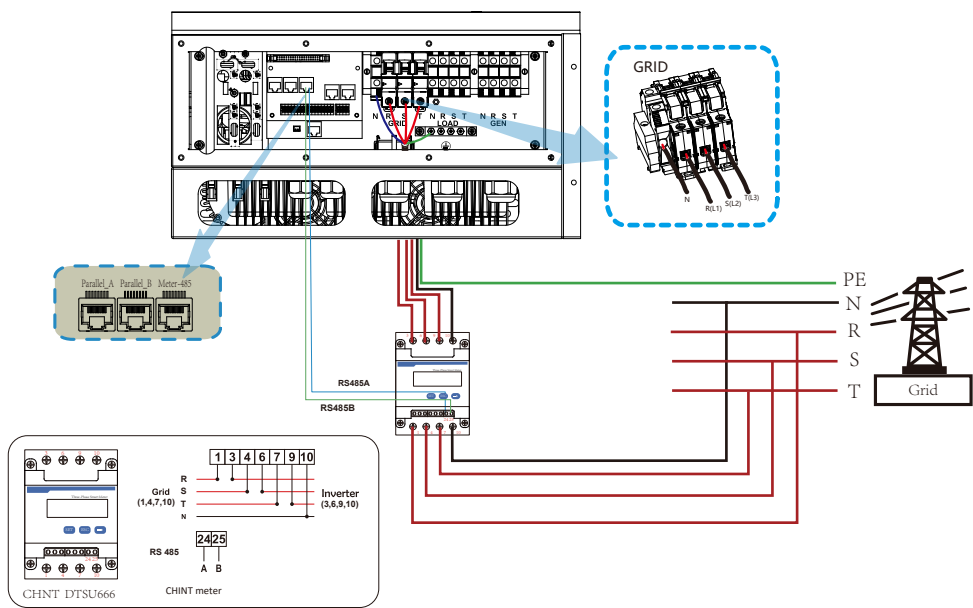 GRID
N R S T N R S T N R S T
GRID LOAD GEN
N R(L1) S(L2) T(L3)
Parallel_A Parallel_B Meter-485
PE
N
R
S
T
Grid
RS485A
RS485B
1 3 4 6 7 9 10
R
S
T
N
Grid
(1,4,7,10)
Inverter
(3,6,9,10)
24 25
RS 485
A B
CHINT meter
24 25
CHNT DTSU666